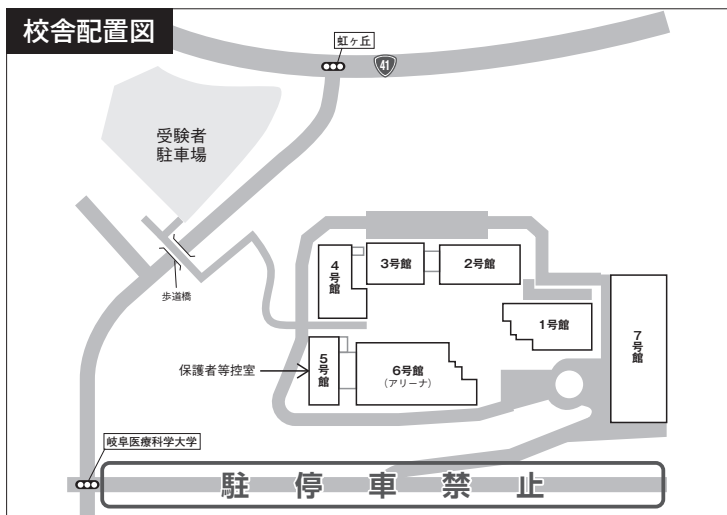 校舎配置図
虹ヶ丘
41
受験者
駐車場
歩道橋
4号館
3号館
2号館
1号館
7号館
保護者等控室
5号館
6号館
(アリーナ)
岐阜医療科学大学
駐停車禁止